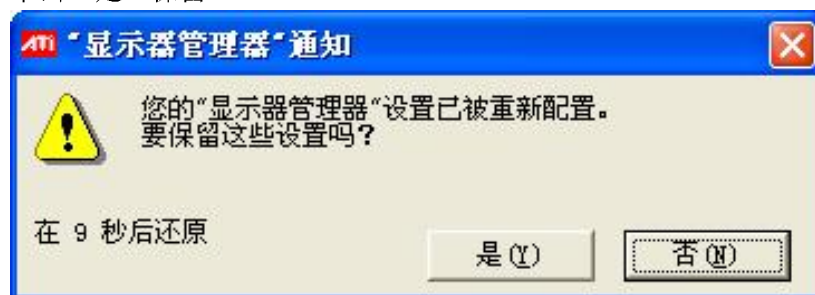 ATI "显示器管理器"通知
您的"显示器管理器"设置已被重新配置。
要保留这些设置吗?
在 9 秒后还原
是(Y)
否(N)